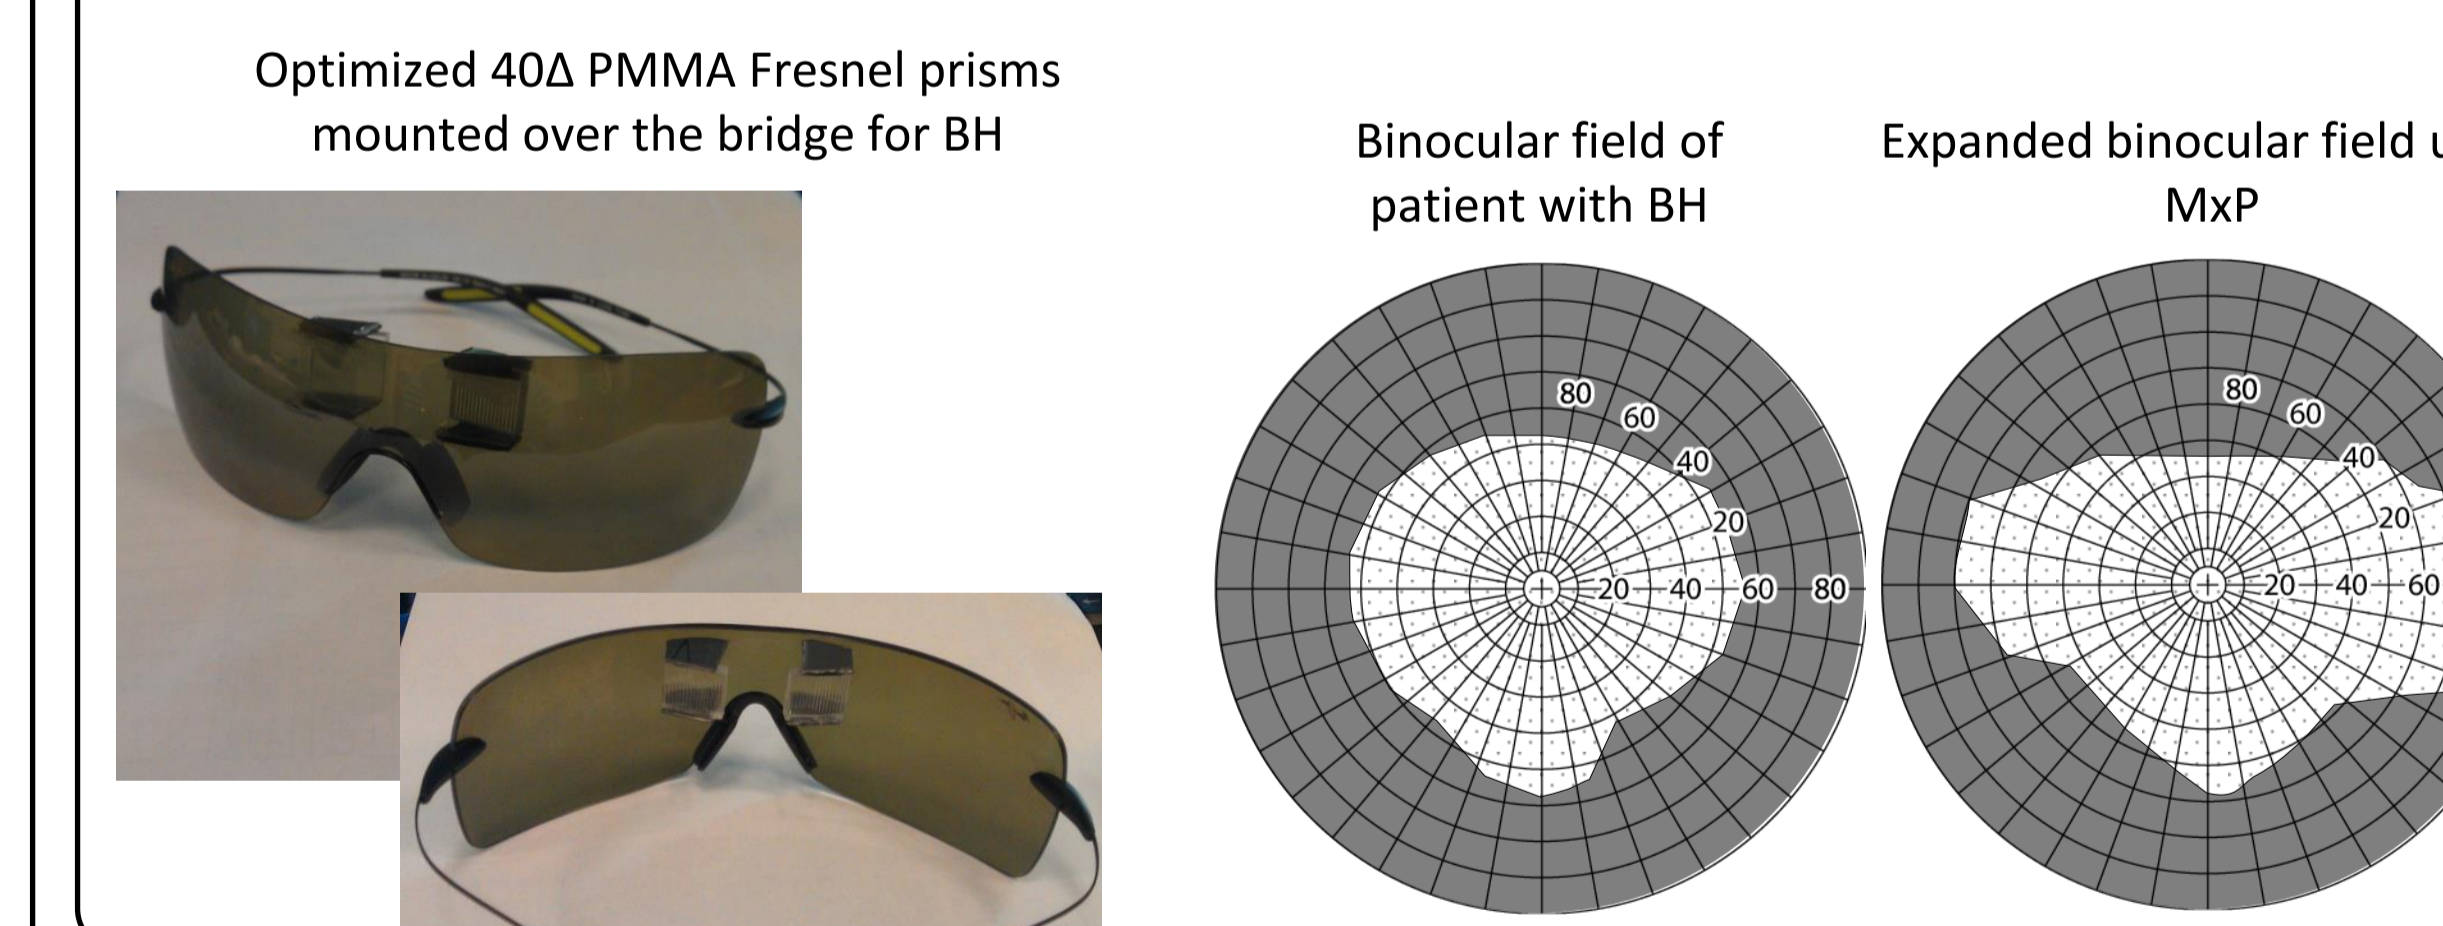 Optimized 40Δ PMMA Fresnel prisms
mounted over the bridge for BH
Binocular field of
patient with BH
Expanded binocular field u
MxP
80
60
40
20
20 40 60 80
80
60
40
20
20 40 60